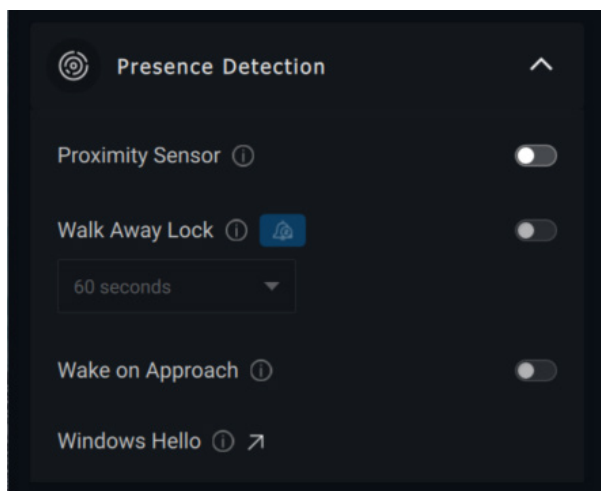 Presence Detection
Proximity Sensor
Walk Away Lock
60 seconds
Wake on Approach
Windows Hello